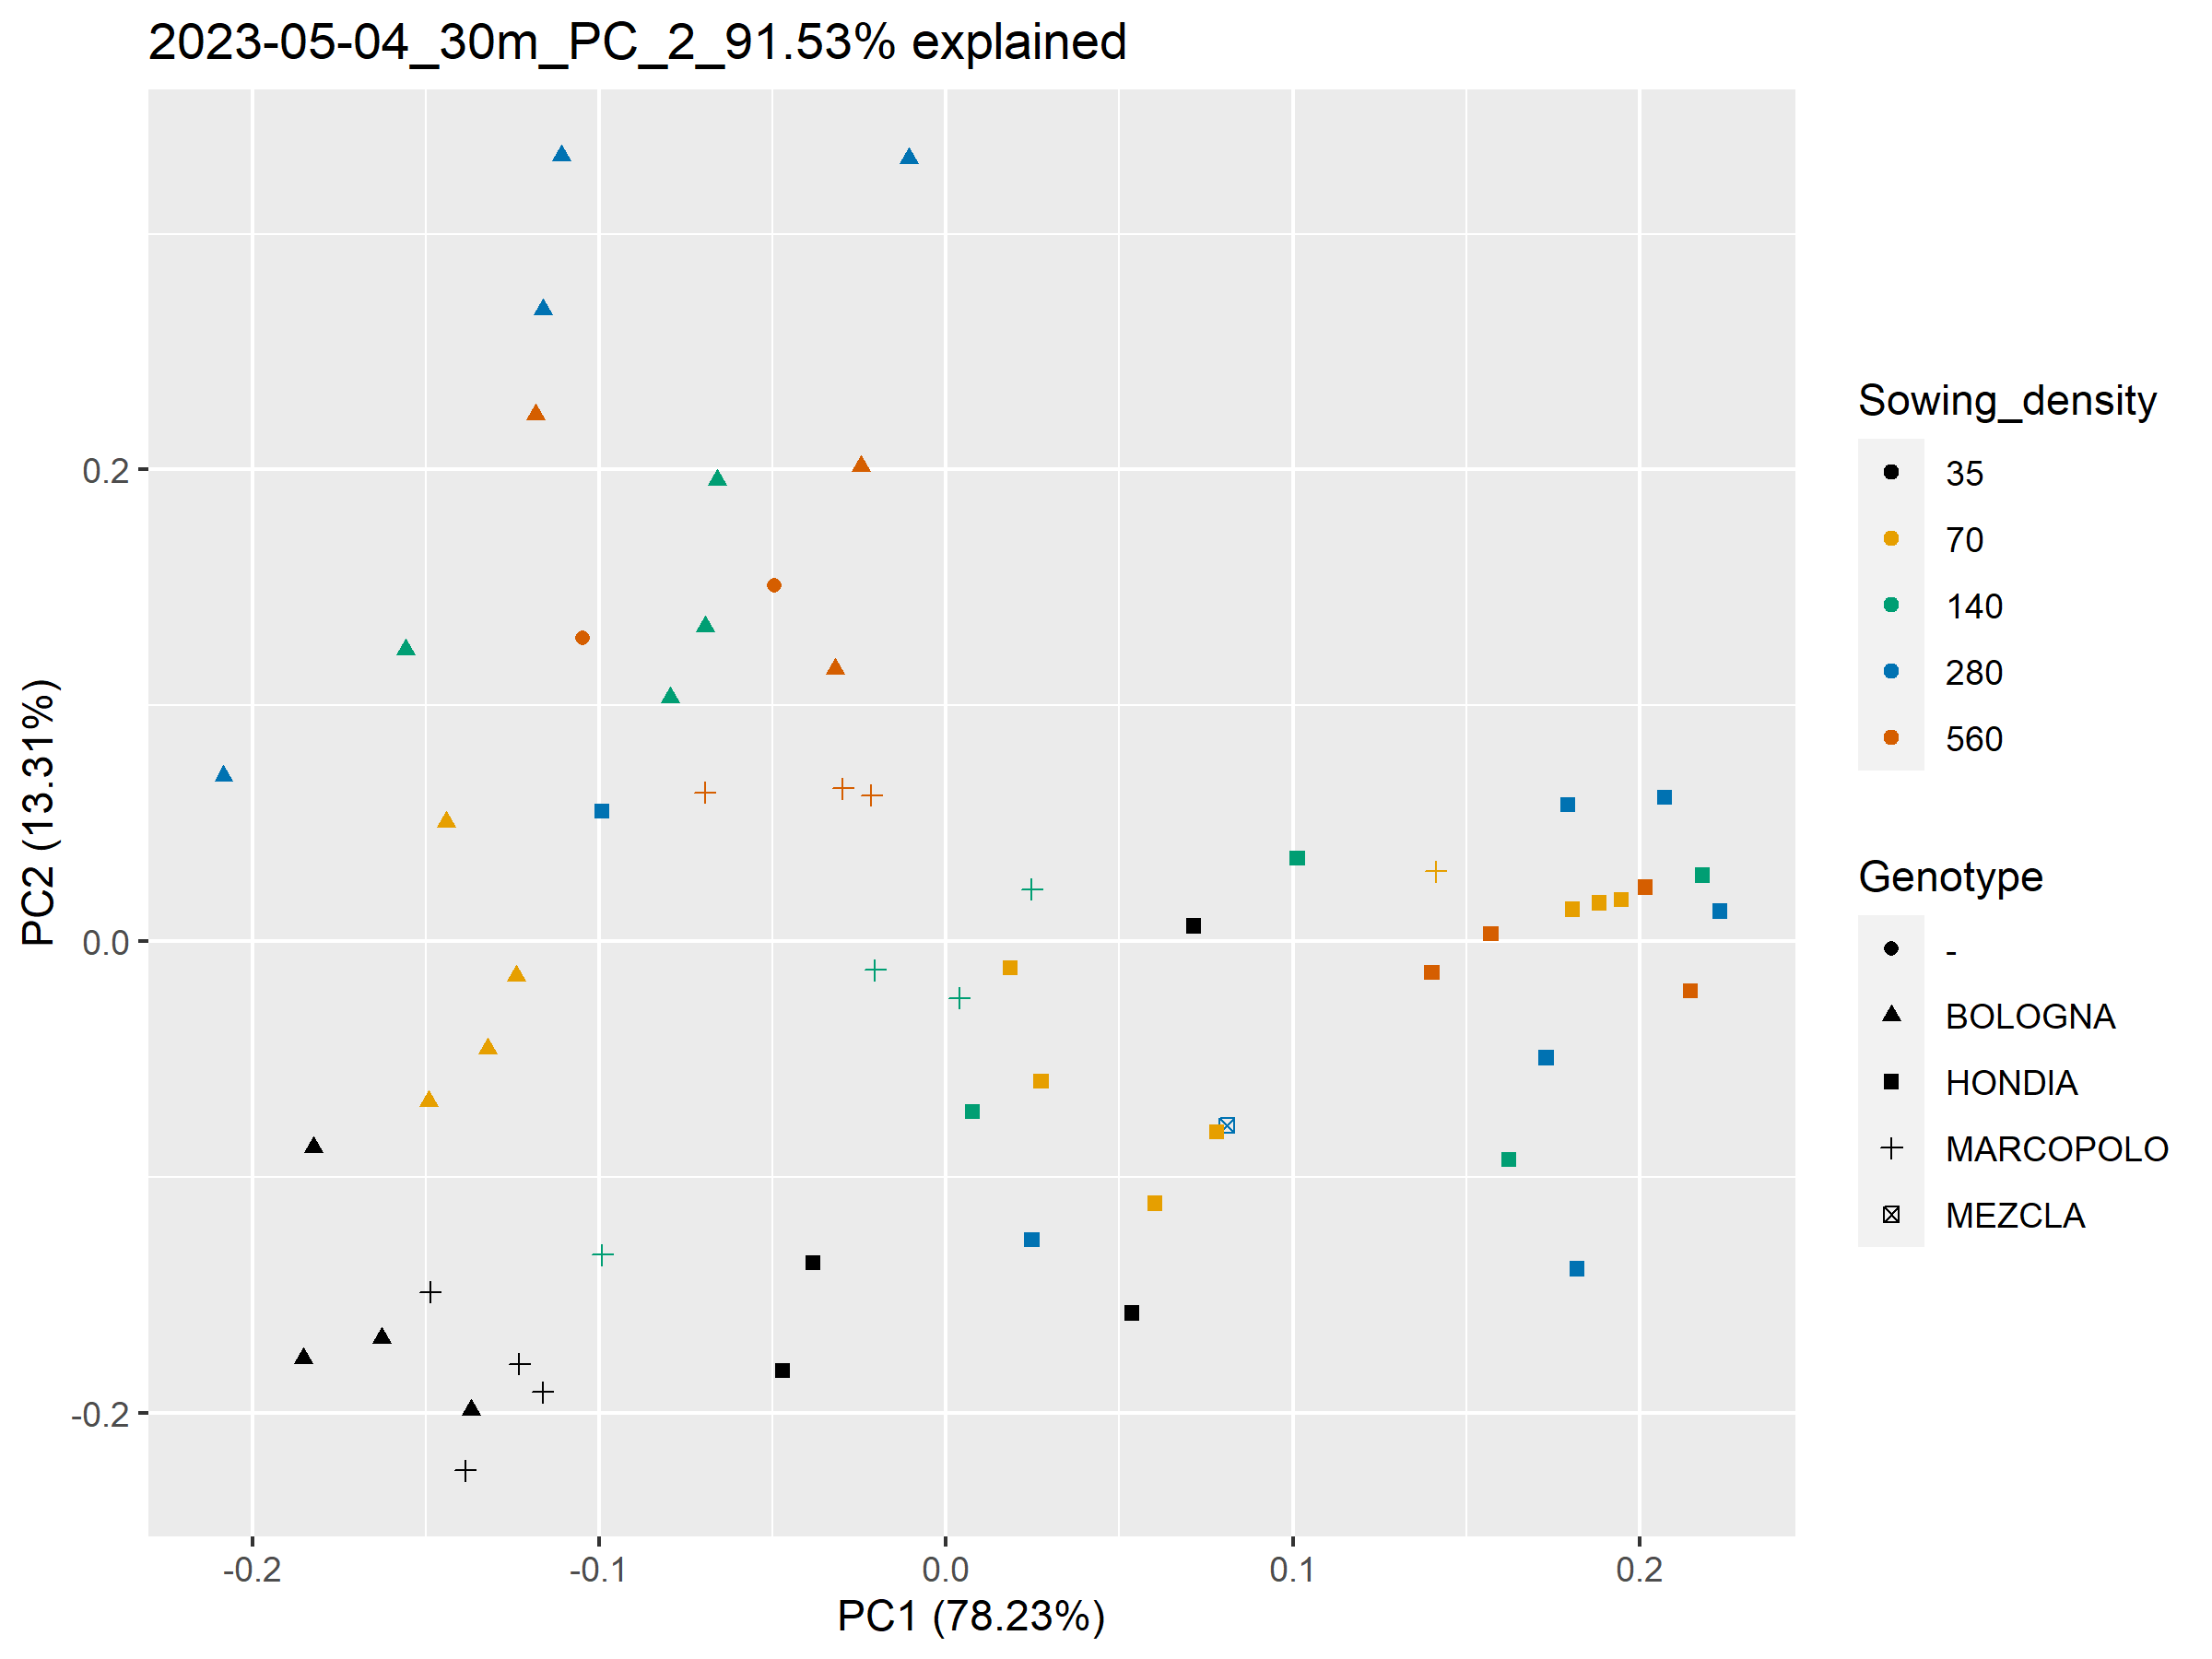 2023-05-04_30m_PC_2_91.53% explained
PC2 (13.31%)
0.2
0.0
-0.2
-0.2
-0.1
0.0
0.1
0.2
PC1 (78.23%)
Sowing_density
35
70
140
280
560
Genotype
-
BOLOGNA
HONDIA
MARCOPOLO
MEZCLA